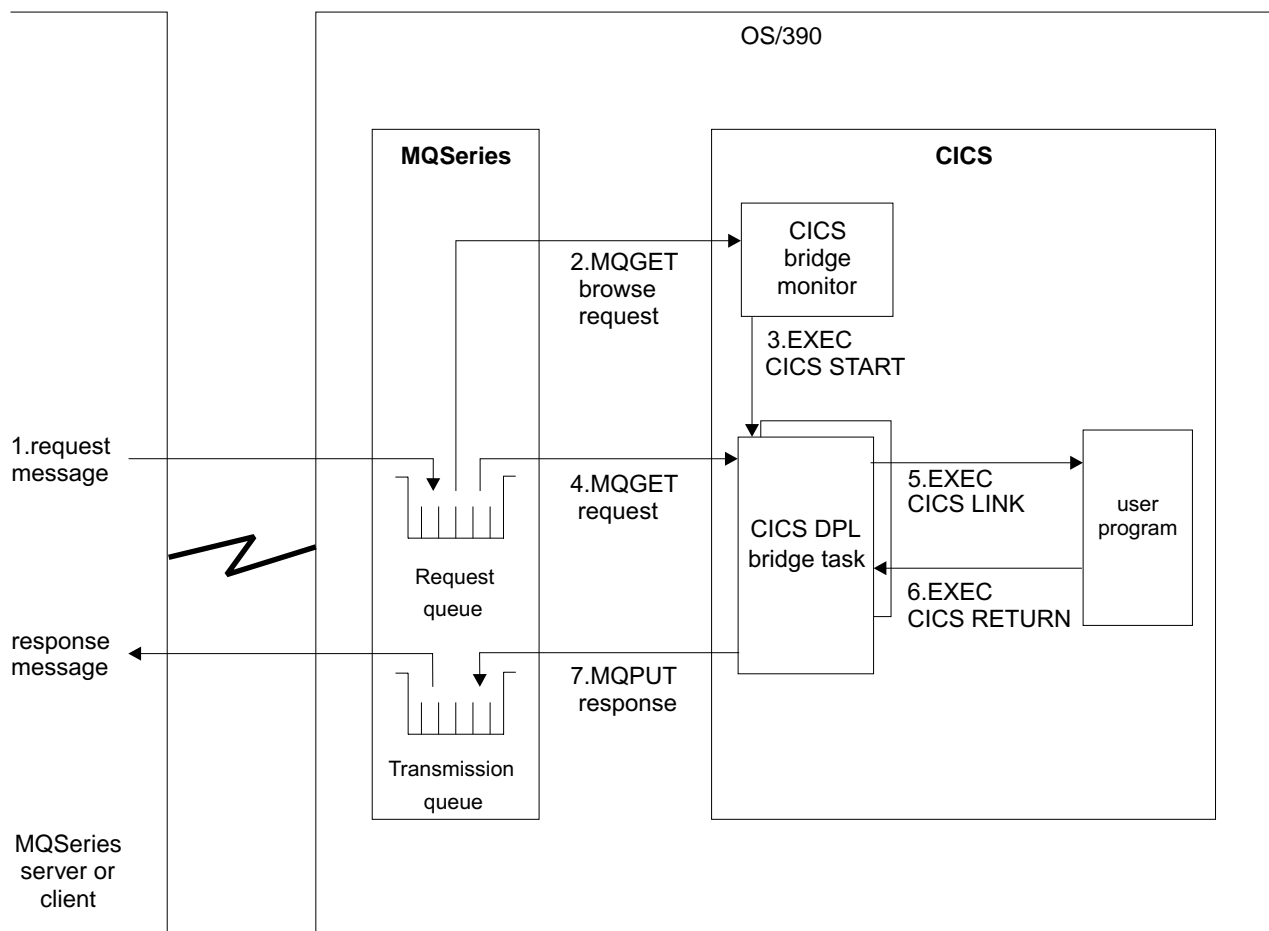 OS/390
MQSeries
CICS
CICS
bridge
monitor
2.MQGET
browse
request
3.EXEC
CICS START
1.request
message
4.MQGET
request
CICS DPL
bridge task
5.EXEC
CICS LINK
user
program
Request
queue
6.EXEC
CICS RETURN
response
message
7.MQPUT
response
Transmission
queue
MQSeries
server or
client